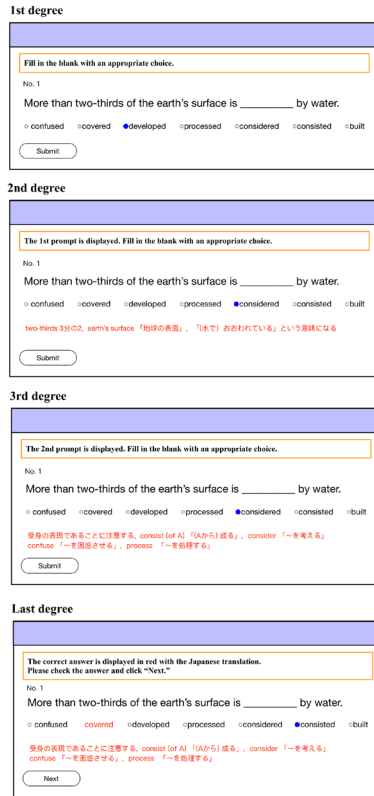 1st degree
Fill in the blank with an appropriate choice.
No. 1
More than two-thirds of the earth's surface is __________ by water.
confused covered developed processed considered consisted built
Submit
2nd degree
The 1st prompt is displayed. Fill in the blank with an appropriate choice.
No. 1
More than two-thirds of the earth's surface is __________ by water.
confused covered developed processed considered consisted built
two-thirds 3分の2, earth's surface 「地球の表面」, 「(水で) おおわれている」という意味になる
Submit
3rd degree
The 2nd prompt is displayed. Fill in the blank with an appropriate choice.
No. 1
More than two-thirds of the earth's surface is __________ by water.
confused covered developed processed considered consisted built
受身の表現であることに注意する, consist (of A) 「(Aから) 成る」, consider 「～を考える」
confuse 「～を困惑させる」, process 「～を処理する」
Submit
Last degree
The correct answer is displayed in red with the Japanese translation.
Please check the answer and click “Next.”
No. 1
More than two-thirds of the earth's surface is __________ by water.
confused covered developed processed considered consisted built
受身の表現であることに注意する, consist (of A) 「(Aから) 成る」, consider 「～を考える」
confuse 「～を困惑させる」, process 「～を処理する」
Next